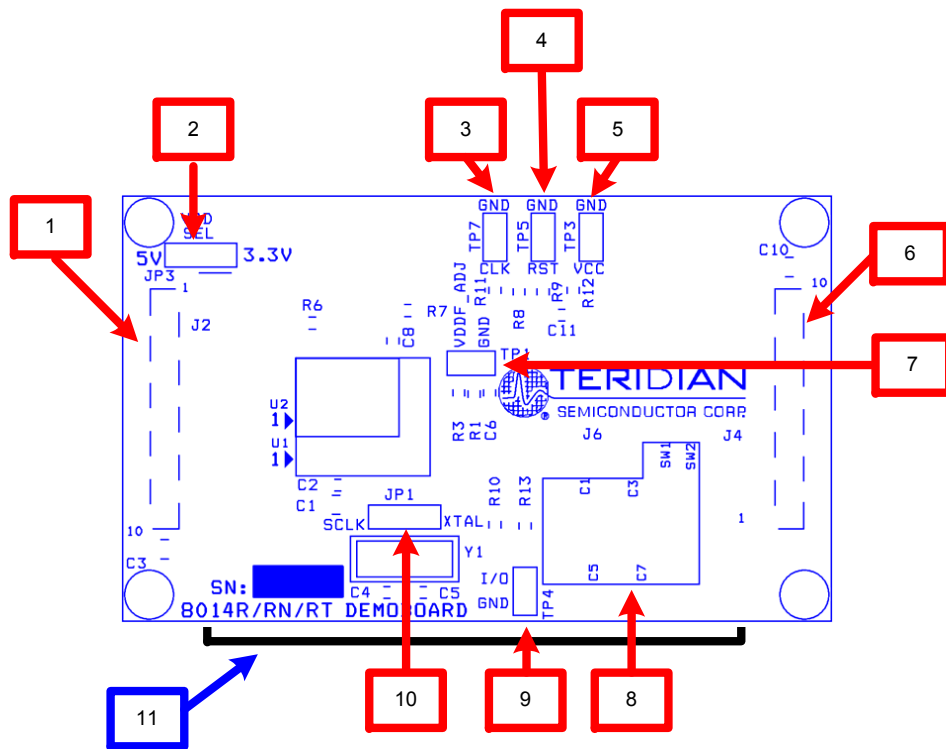 4
2
3
5
1
6
SEL
5V
3.3V
JP3
1
J2
GND
GND
GND
TP7
TP5
TP3
CLK
RST
VCC
C10
10
R6
R7
C8
VDDF_ADJ
GND
R11
R8
R9
C11
R12
TP1
7
TERIDIAN
SEMICONDUCTOR CORP.
®
U2
1
U1
1
R3
R1
C6
J6
J4
SW1
SW2
C2
C1
JP1
SCLK
XTAL
R10
R13
C1
C3
1
10
C3
Y1
I/O
GND
TP4
C5
C7
SN:
C4
C5
8014R/RN/RT DEMOBOARD
11
10
9
8